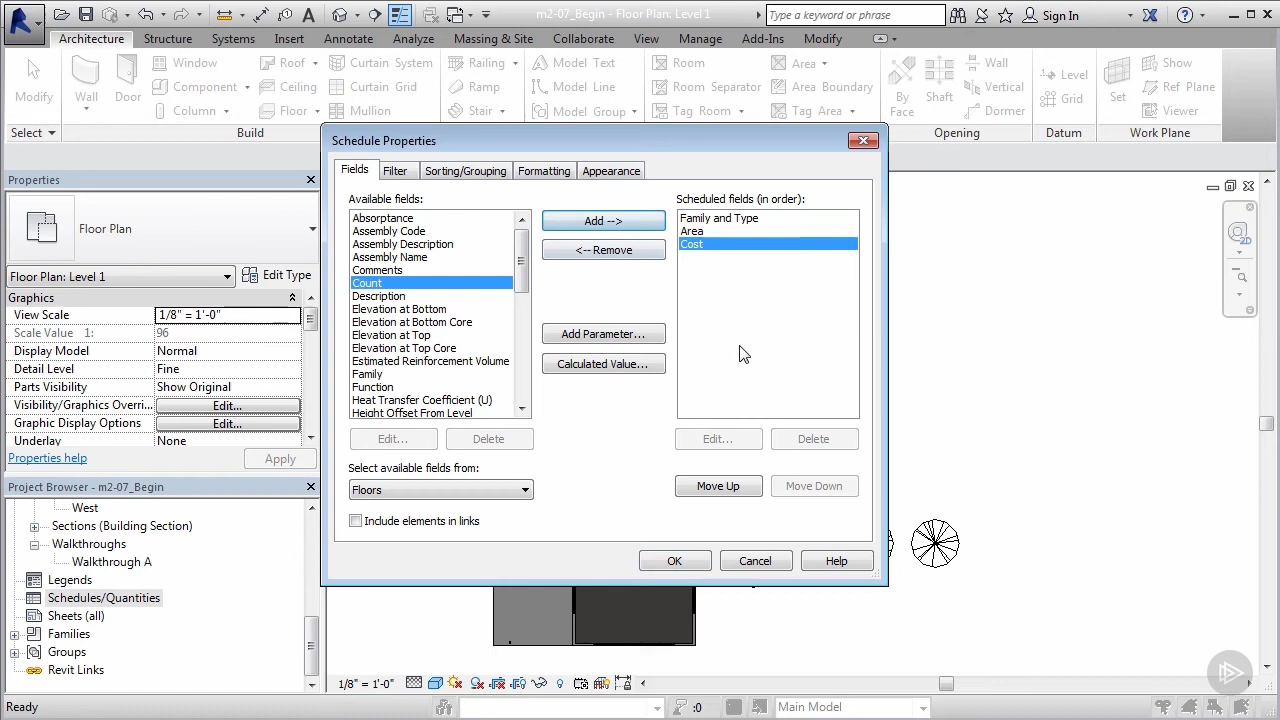 m2-07_Begin - Floor Plan: Level 1
Type a keyword or phrase
Sign In
Architecture Structure Systems Insert Annotate Analyze Massing & Site Collaborate View Manage Add-Ins Modify
Modify
Wall
Door
Window
Component
Column
Roof
Ceiling
Floor
Curtain System
Curtain Grid
Mullion
Railing
Ramp
Stair
Model Text
Model Line
Model Group
Room
Room Separator
Tag Room
Area
Area Boundary
Tag Area
By Face
Shaft
Wall
Vertical
Dormer
Level
Grid
Set
Show
Ref Plane
Viewer
Select Build Opening Datum Work Plane
Properties
Floor Plan
Floor Plan: Level 1 Edit Type
Graphics
View Scale 1/8" = 1'-0"
Scale Value 1: 96
Display Model Normal
Detail Level Fine
Parts Visibility Show Original
Visibility/Graphics Overri... Edit...
Graphic Display Options Edit...
Underlay None
Properties help Apply
Project Browser - m2-07_Begin
West
Sections (Building Section)
Walkthroughs
Walkthrough A
Legends
Schedules/Quantities
Sheets (all)
Families
Groups
Revit Links
Schedule Properties
Fields Filter Sorting/Grouping Formatting Appearance
Available fields:
Absorptance
Assembly Code
Assembly Description
Assembly Name
Comments
Count
Description
Elevation at Bottom
Elevation at Bottom Core
Elevation at Top
Elevation at Top Core
Estimated Reinforcement Volume
Family
Function
Heat Transfer Coefficient (U)
Height Offset From Level
Add -->
<-- Remove
Add Parameter...
Calculated Value...
Scheduled fields (in order):
Family and Type
Area
Cost
Edit... Delete
Edit... Delete
Select available fields from:
Floors
Move Up Move Down
Include elements in links
OK Cancel Help
2D
1/8" = 1'-0"
Ready
:0
Main Model